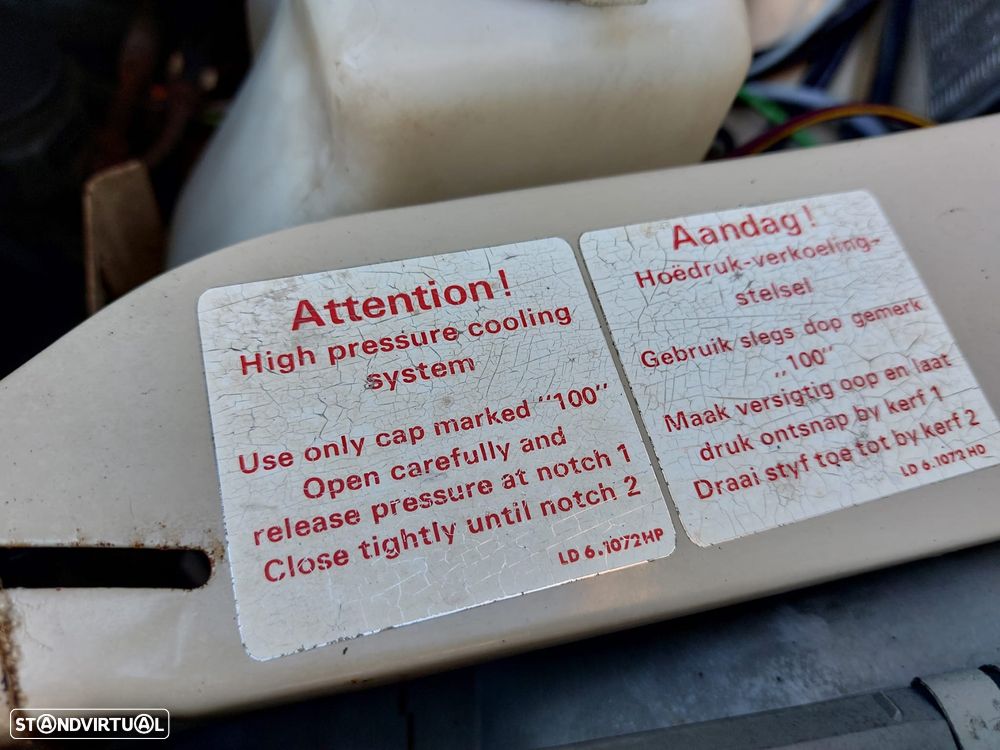 Attention!
High pressure cooling
system
Use only cap marked "100"
Open carefully and
release pressure at notch 1
Close tightly until notch 2
LD 6.1072HP
Aandag!
Hoëdruk-verkoeling-
stelsel
Gebruik slegs dop gemerk
„100"
Maak versigtig oop en laat
druk ontsnap by kerf 1
Draai styf toe tot by kerf 2
LD 6.1072HD
STANDVIRTUAL